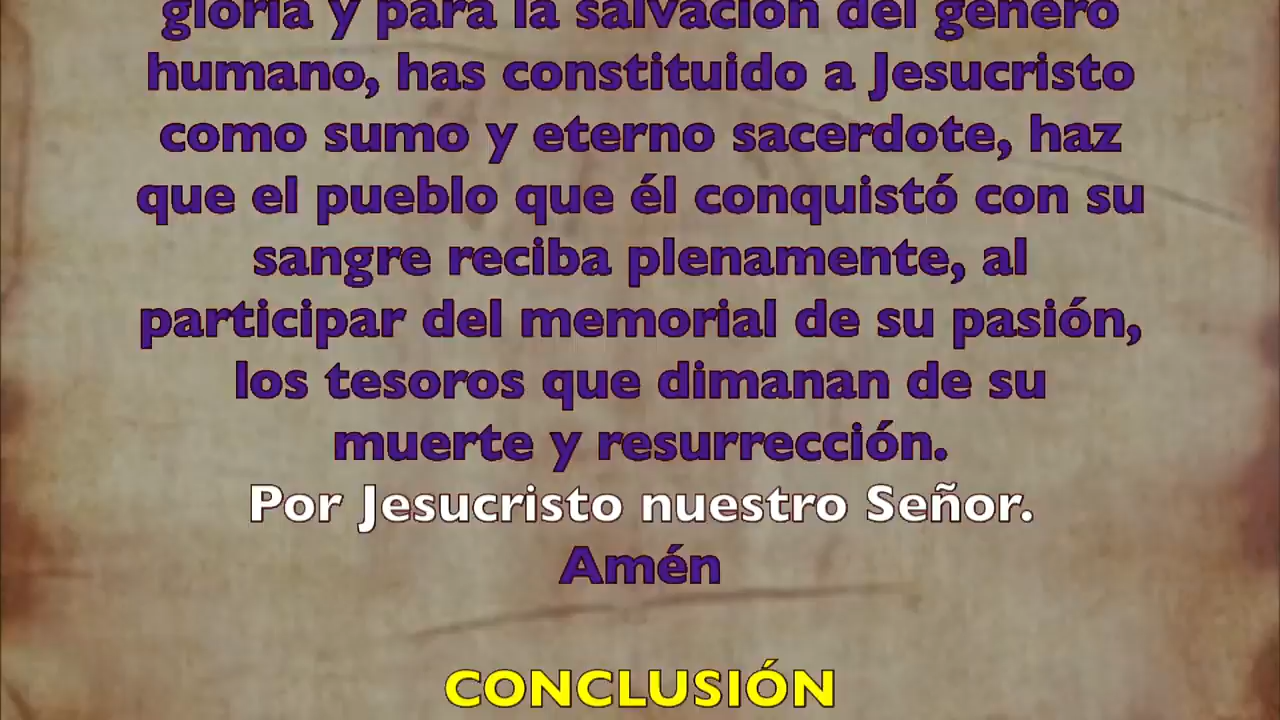 gloria y para la salvación del género
humano, has constituido a Jesucristo
como sumo y eterno sacerdote, haz
que el pueblo que él conquistó con su
sangre reciba plenamente, al
participar del memorial de su pasión,
los tesoros que dimanan de su
muerte y resurrección.
Por Jesucristo nuestro Señor.
Amén
CONCLUSIÓN